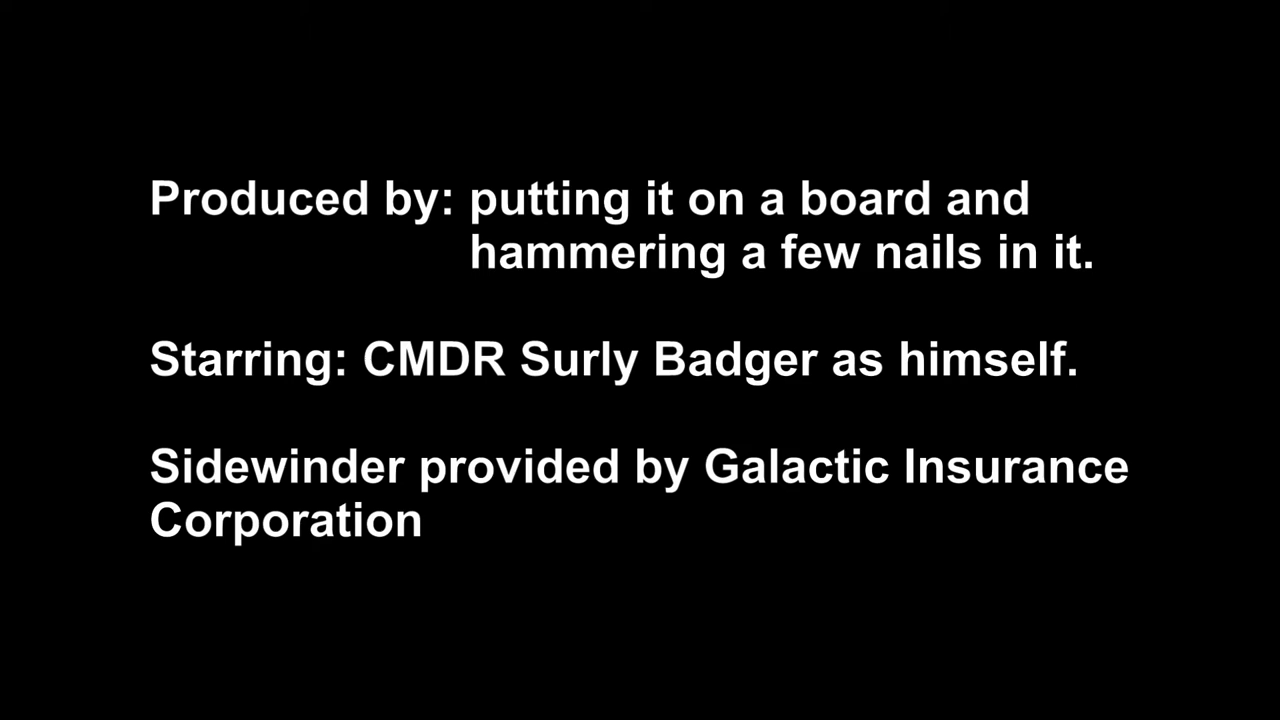 Produced by: putting it on a board and
hammering a few nails in it.
Starring: CMDR Surly Badger as himself.
Sidewinder provided by Galactic Insurance
Corporation